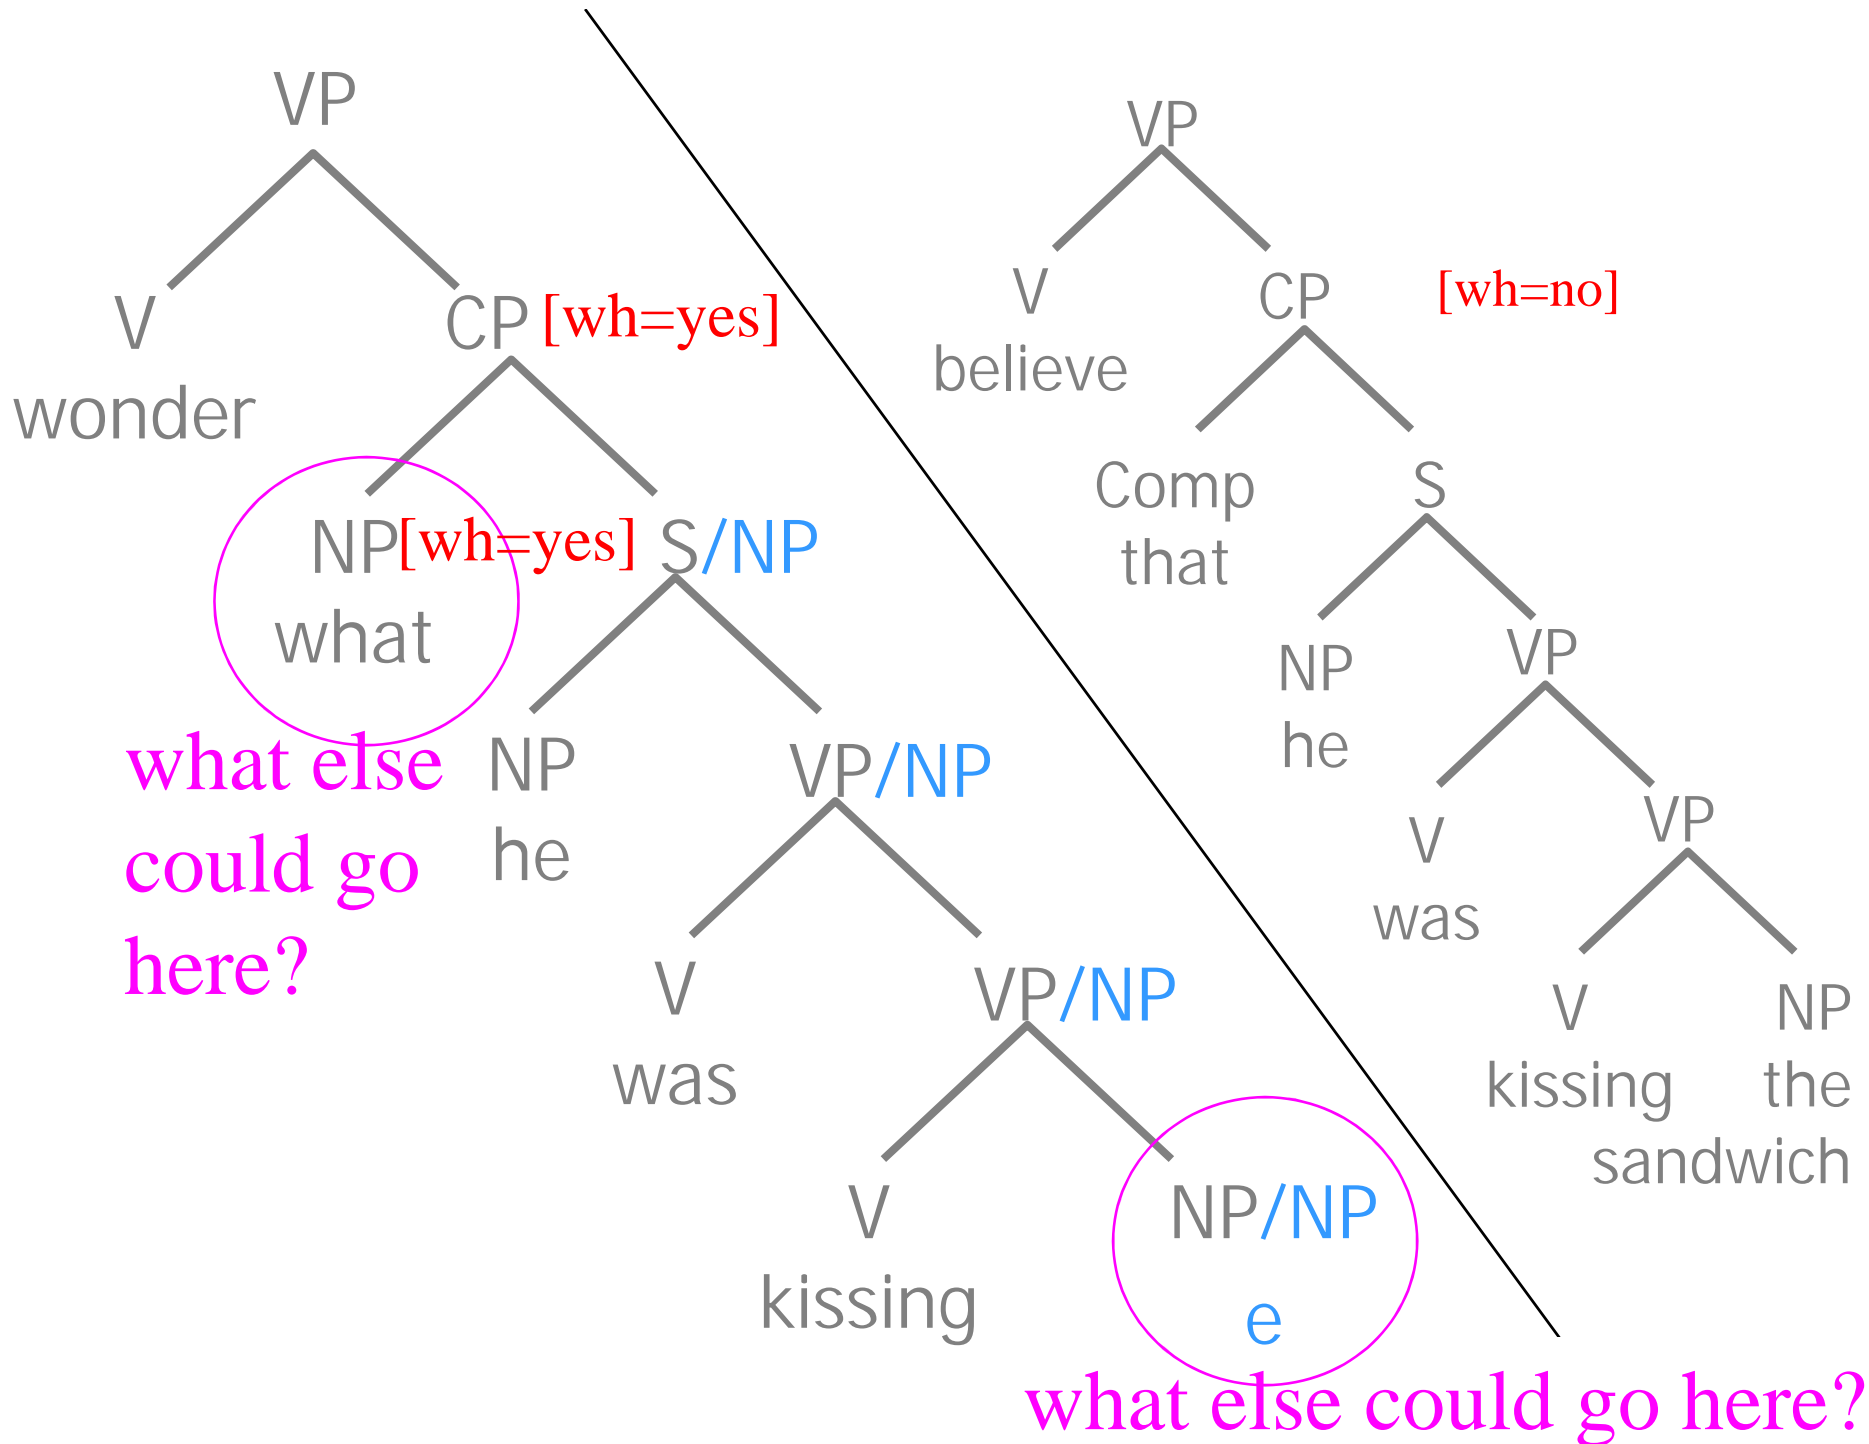 VP
V
CP [wh=yes]
wonder
NP[wh=yes] S/NP
what
what else
could go
here?
NP
VP/NP
he
V
VP/NP
was
V
NP/NP
kissing
e
what else could go here?
VP
V
CP
[wh=no]
believe
Comp
S
that
NP
VP
he
V
VP
was
V
NP
kissing
the
sandwich